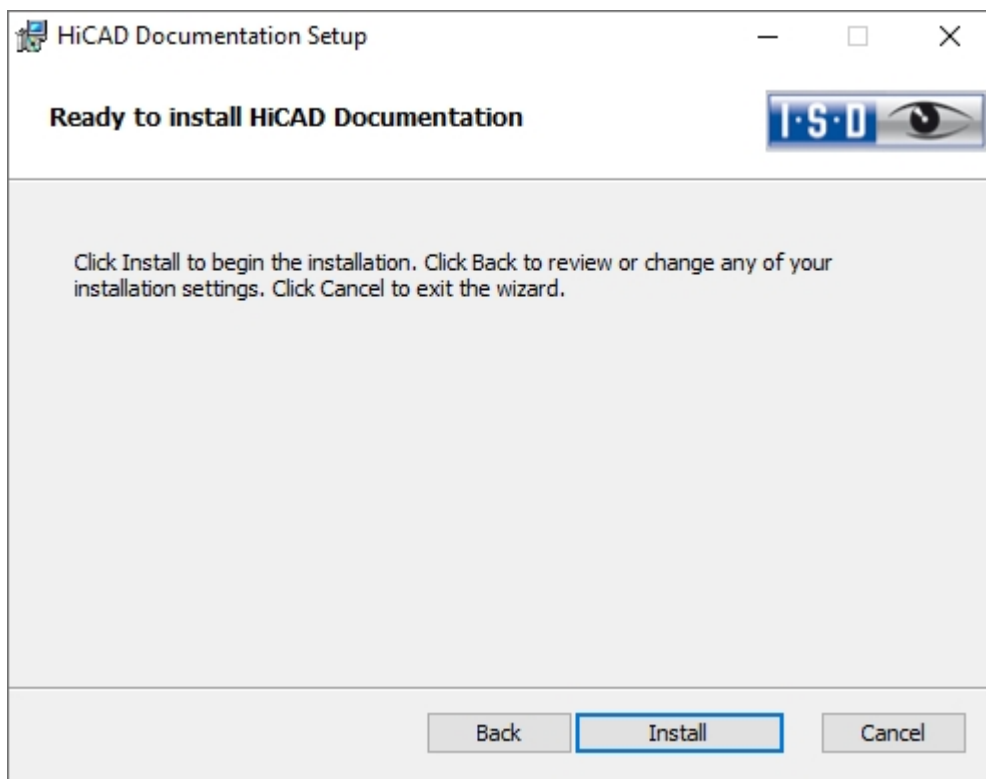 HiCAD Documentation Setup
Ready to install HiCAD Documentation
I·S·D
Click Install to begin the installation. Click Back to review or change any of your
installation settings. Click Cancel to exit the wizard.
Back Install Cancel